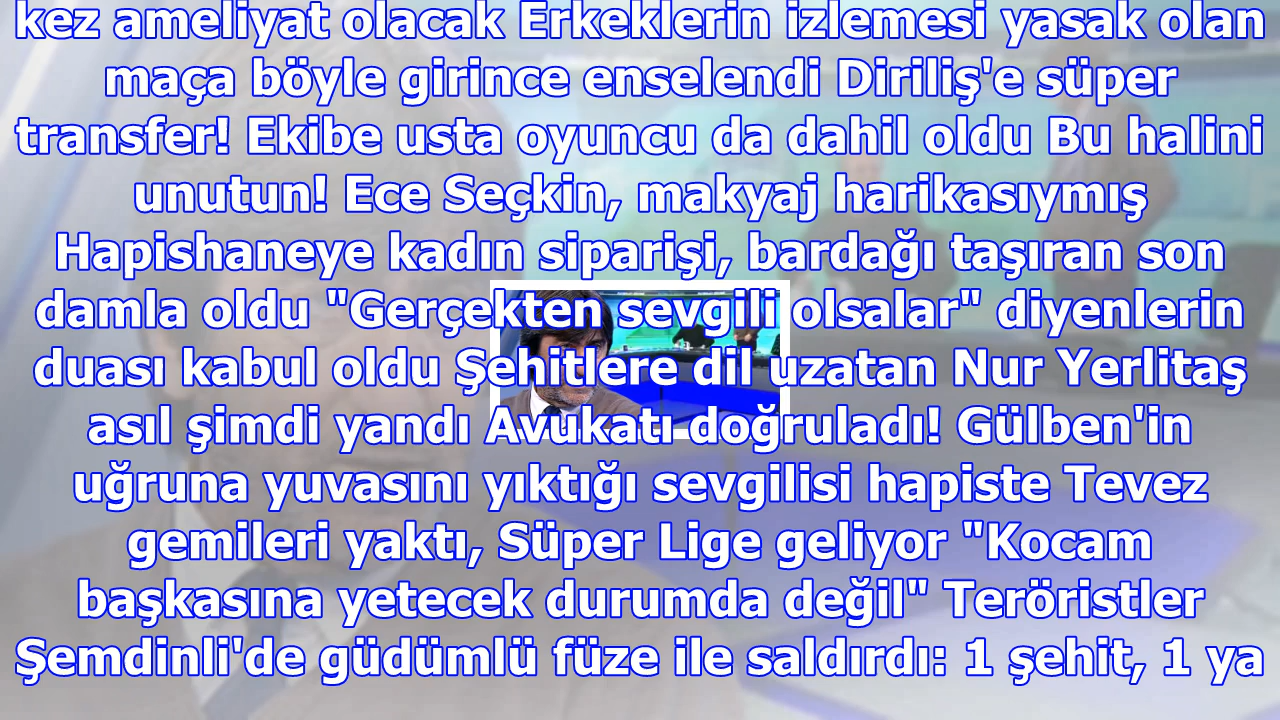 kez ameliyat olacak Erkeklerin izlemesi yasak olan
maça böyle girince enselendi Diriliş'e süper
transfer! Ekibe usta oyuncu da dahil oldu Bu halini
unutun! Ece Seçkin, makyaj harikasıymış
Hapishaneye kadın siparişi, bardağı taşıran son
damla oldu "Gerçekten sevgili olsalar" diyenlerin
duası kabul oldu Şehitlere dil uzatan Nur Yerlitaş
asıl şimdi yandı Avukatı doğruladı! Gülben'in
uğruna yuvasını yıktığı sevgilisi hapiste Tevez
gemileri yaktı, Süper Lige geliyor "Kocam
başkasına yetecek durumda değil" Teröristler
Şemdinli'de güdümlü füze ile saldırdı: 1 şehit, 1 ya